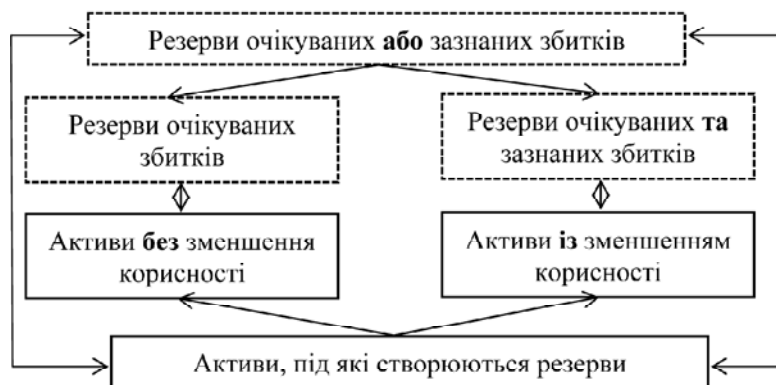 Резерви очікуваних або зазнаних збитків
Резерви очікуваних
збитків
Резерви очікуваних та
зазнаних збитків
Активи без зменшення
корисності
Активи із зменшенням
корисності
Активи, під які створюються резерви